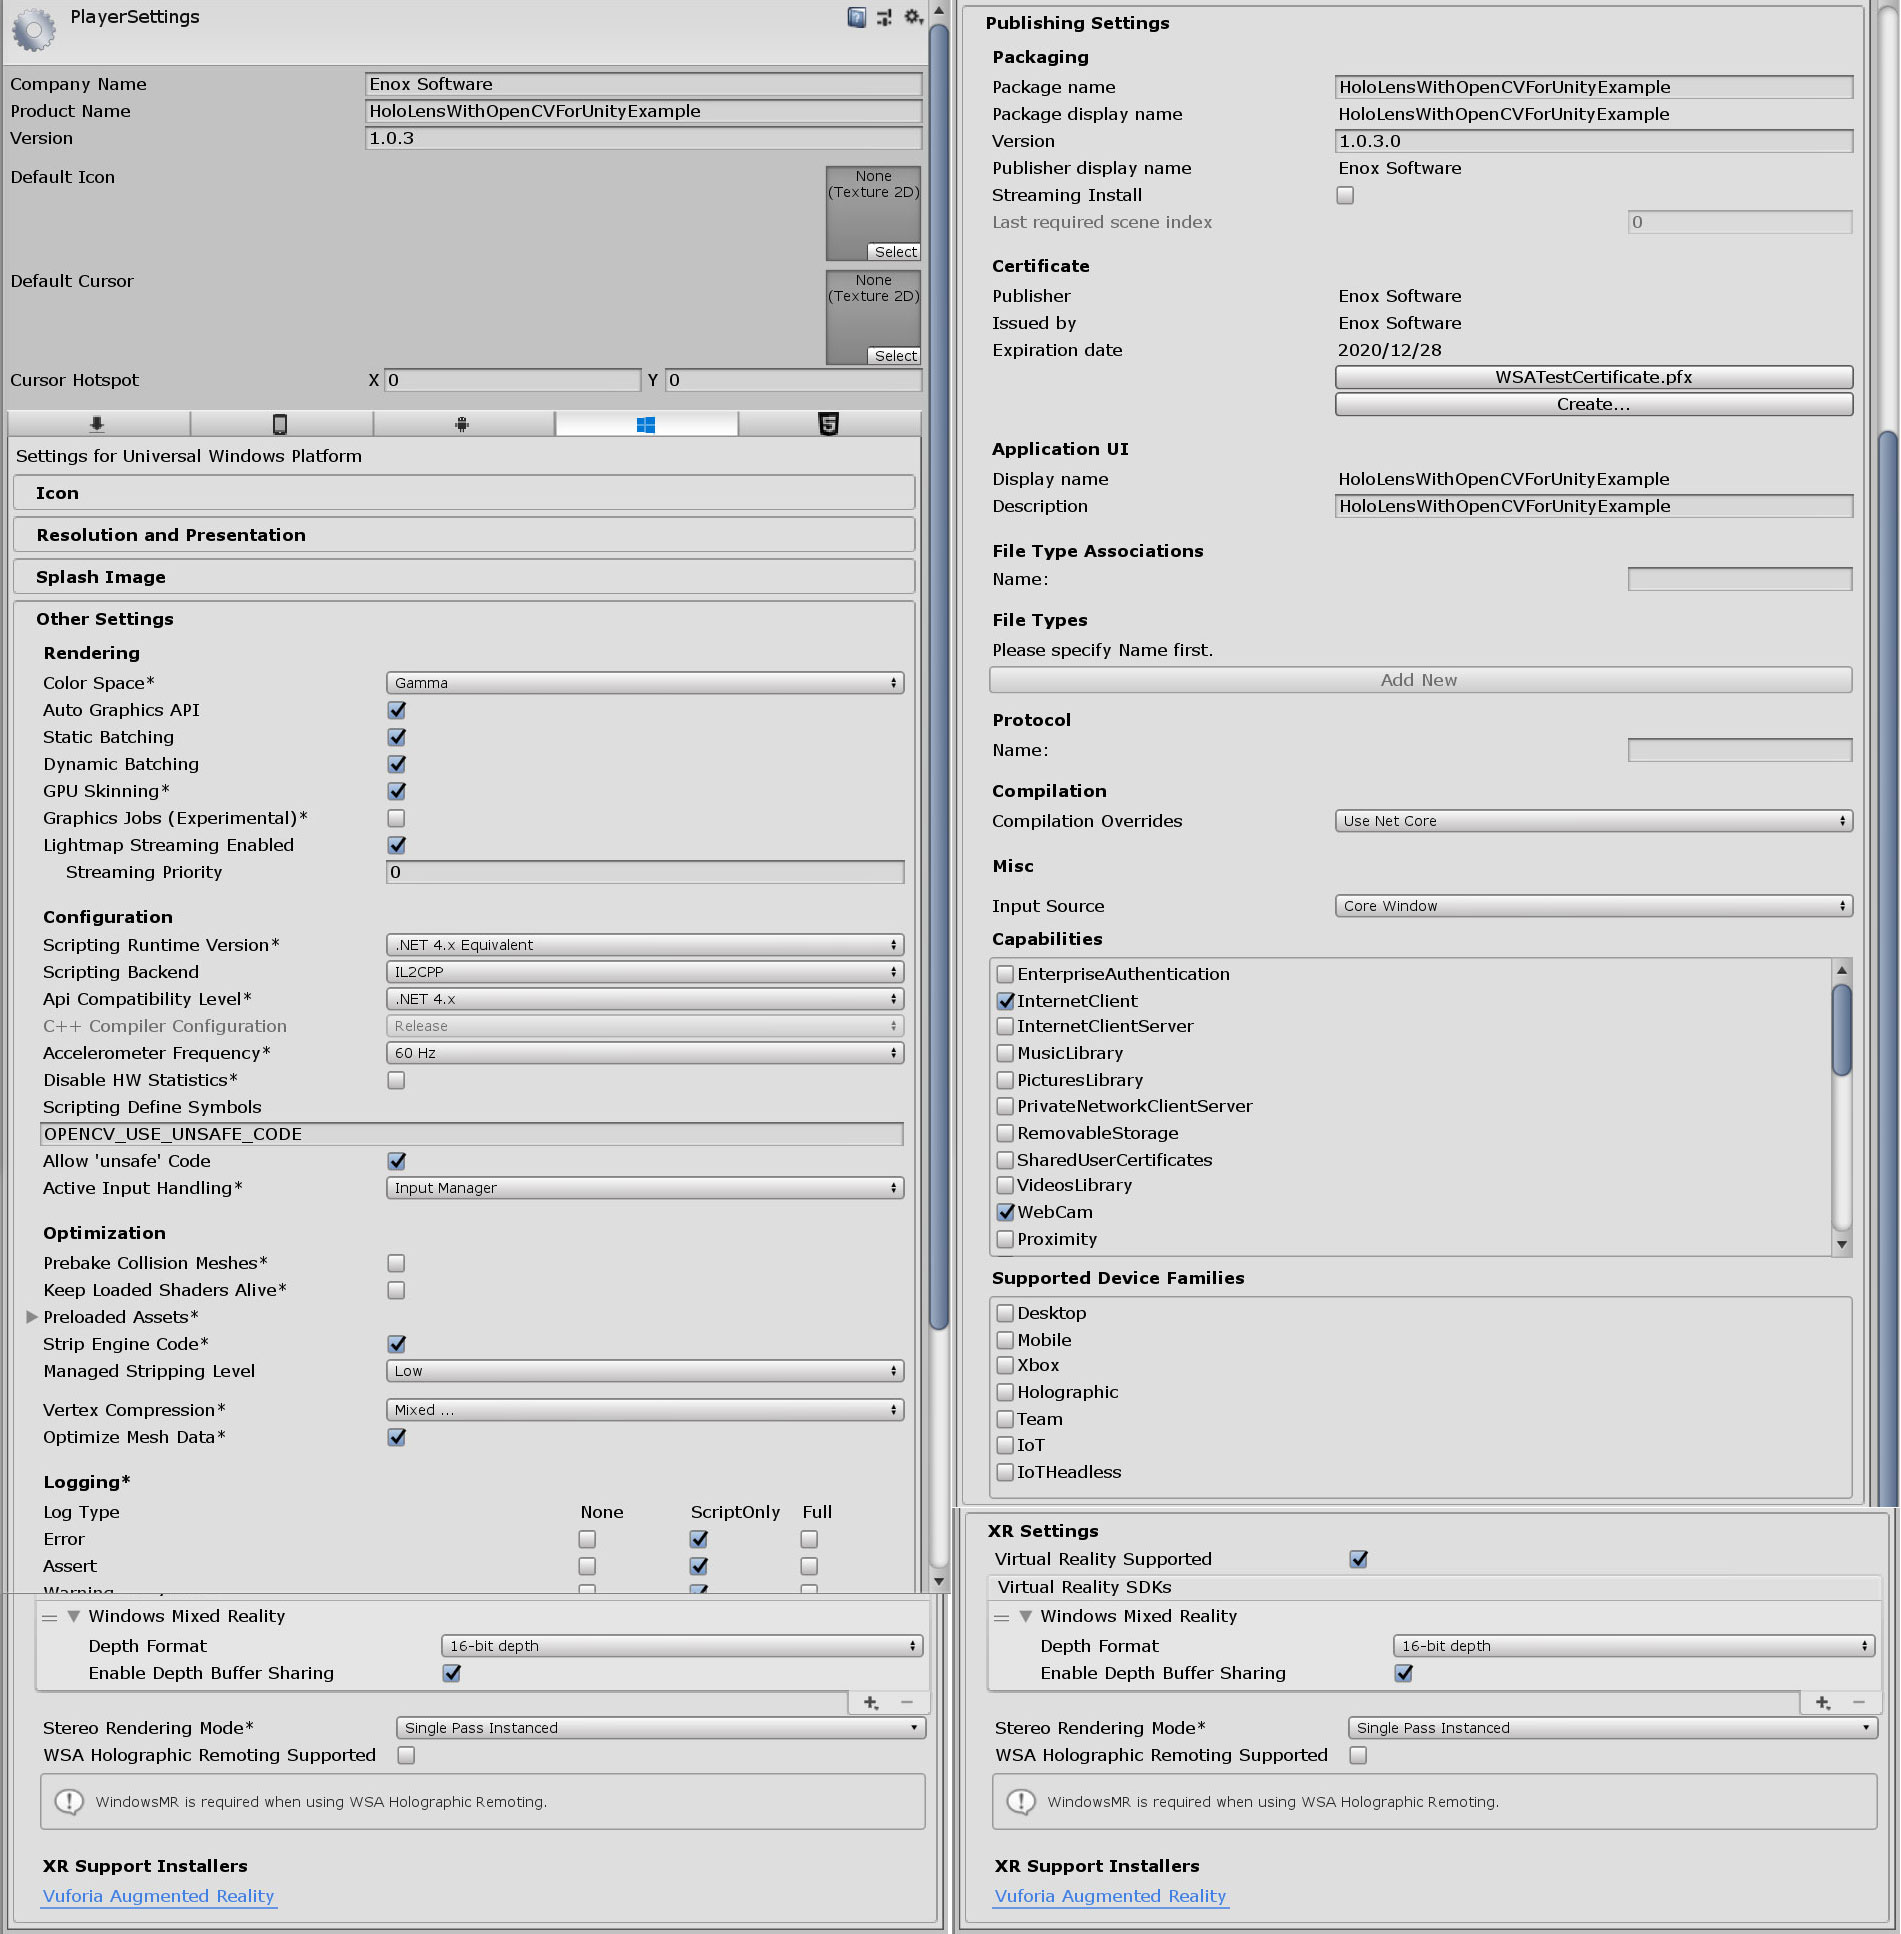 PlayerSettings
Company Name Enox Software
Product Name HoloLensWithOpenCVForUnityExample
Version 1.0.3
Default Icon
None
(Texture 2D)
Select
Default Cursor
None
(Texture 2D)
Select
Cursor Hotspot X 0 Y 0
Settings for Universal Windows Platform
Icon
Resolution and Presentation
Splash Image
Other Settings
Rendering
Color Space* Gamma
Auto Graphics API
Static Batching
Dynamic Batching
GPU Skinning*
Graphics Jobs (Experimental)*
Lightmap Streaming Enabled
Streaming Priority 0
Configuration
Scripting Runtime Version* .NET 4.x Equivalent
Scripting Backend IL2CPP
Api Compatibility Level* .NET 4.x
C++ Compiler Configuration Release
Accelerometer Frequency* 60 Hz
Disable HW Statistics*
Scripting Define Symbols
OPENCV_USE_UNSAFE_CODE
Allow 'unsafe' Code
Active Input Handling* Input Manager
Optimization
Prebake Collision Meshes*
Keep Loaded Shaders Alive*
Preloaded Assets*
Strip Engine Code*
Managed Stripping Level Low
Vertex Compression* Mixed ...
Optimize Mesh Data*
Logging*
Log Type None ScriptOnly Full
Error
Assert
Warning
Windows Mixed Reality
Depth Format 16-bit depth
Enable Depth Buffer Sharing
Stereo Rendering Mode* Single Pass Instanced
WSA Holographic Remoting Supported
WindowsMR is required when using WSA Holographic Remoting.
XR Support Installers
Vuforia Augmented Reality
Publishing Settings
Packaging
Package name HoloLensWithOpenCVForUnityExample
Package display name HoloLensWithOpenCVForUnityExample
Version 1.0.3.0
Publisher display name Enox Software
Streaming Install
Last required scene index 0
Certificate
Publisher Enox Software
Issued by Enox Software
Expiration date 2020/12/28
WSATestCertificate.pfx
Create...
Application UI
Display name HoloLensWithOpenCVForUnityExample
Description HoloLensWithOpenCVForUnityExample
File Type Associations
Name:
File Types
Please specify Name first.
Add New
Protocol
Name:
Compilation
Compilation Overrides Use Net Core
Misc
Input Source Core Window
Capabilities
EnterpriseAuthentication
InternetClient
InternetClientServer
MusicLibrary
PicturesLibrary
PrivateNetworkClientServer
RemovableStorage
SharedUserCertificates
VideosLibrary
WebCam
Proximity
Supported Device Families
Desktop
Mobile
Xbox
Holographic
Team
IoT
IoTHeadless
XR Settings
Virtual Reality Supported
Virtual Reality SDKs
Windows Mixed Reality
Depth Format 16-bit depth
Enable Depth Buffer Sharing
Stereo Rendering Mode* Single Pass Instanced
WSA Holographic Remoting Supported
WindowsMR is required when using WSA Holographic Remoting.
XR Support Installers
Vuforia Augmented Reality